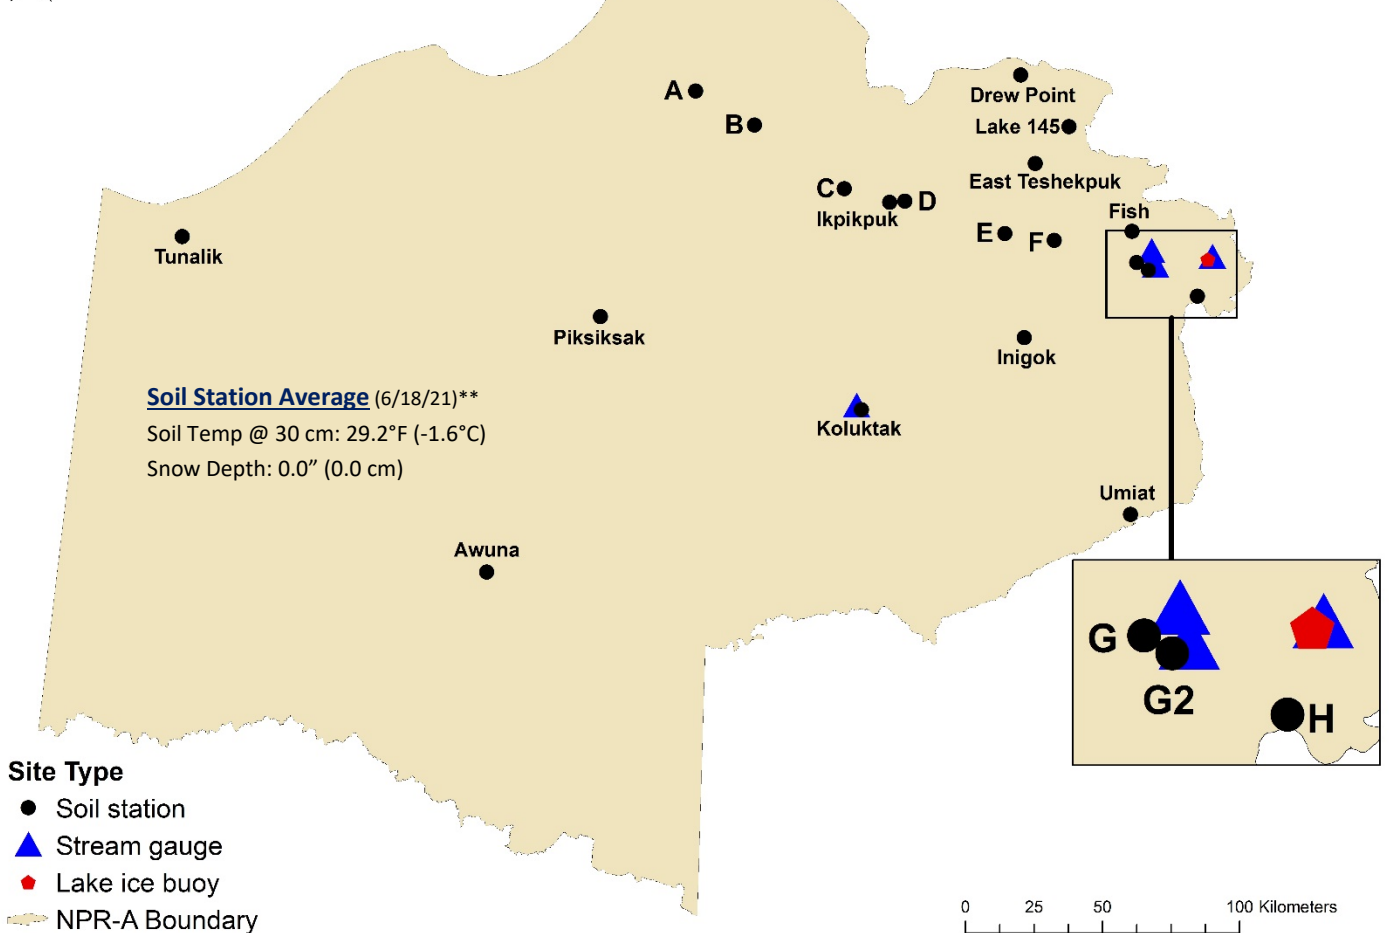 A
B
Drew Point
Lake 145
East Teshekpuk
C
D
Ikpikpuk
Fish
E
F
Tunalik
Piksiksak
Inigok
Soil Station Average (6/18/21)**
Soil Temp @ 30 cm: 29.2°F (-1.6°C)
Snow Depth: 0.0” (0.0 cm)
Koluktak
Umiat
Awuna
G
G2
H
Site Type
Soil station
Stream gauge
Lake ice buoy
NPR-A Boundary
0 25 50 100 Kilometers